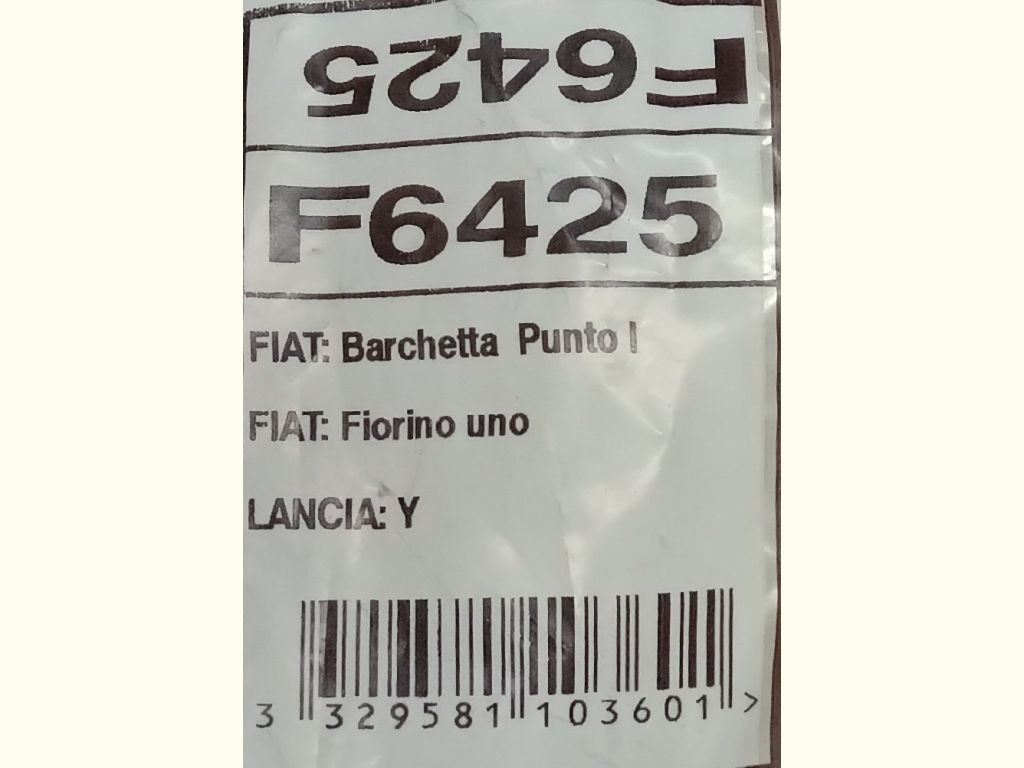 F6425
F6425
FIAT: Barchetta Punto I
FIAT: Fiorino uno
LANCIA: Y
3 329581 103601 >